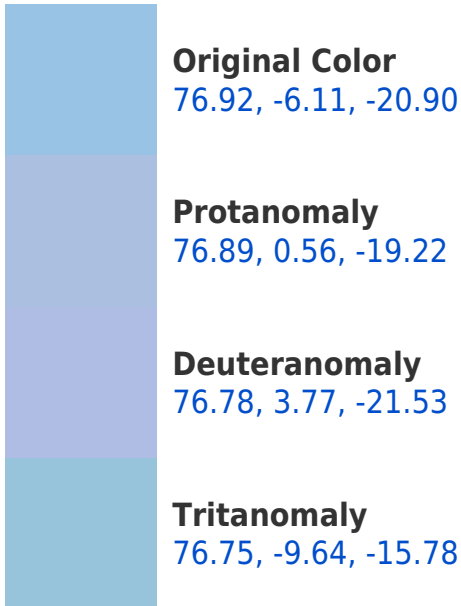 Original Color
76.92, -6.11, -20.90
Protanomaly
76.89, 0.56, -19.22
Deuteranomaly
76.78, 3.77, -21.53
Tritanomaly
76.75, -9.64, -15.78